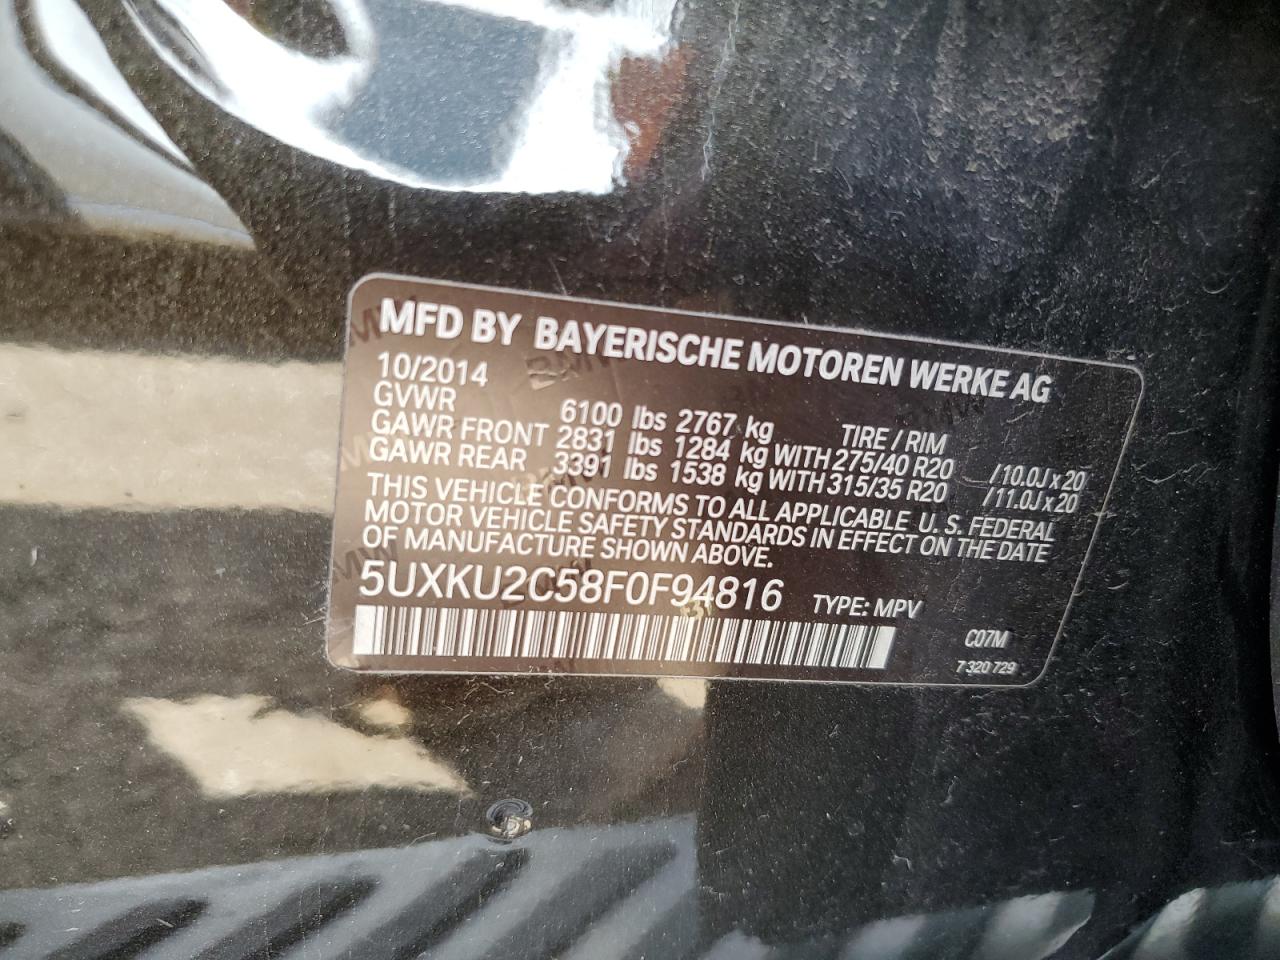 MFD BY BAYERISCHE MOTOREN WERKE AG
10/2014
GVWR 6100 lbs 2767 kg TIRE / RIM
GAWR FRONT 2831 lbs 1284 kg WITH 275/40 R20 /10.0J x 20
GAWR REAR 3391 lbs 1538 kg WITH 315/35 R20 /11.0J x 20
THIS VEHICLE CONFORMS TO ALL APPLICABLE U.S. FEDERAL
MOTOR VEHICLE SAFETY STANDARDS IN EFFECT ON THE DATE
OF MANUFACTURE SHOWN ABOVE.
5UXKU2C58F0F94816 TYPE: MPV
C07M
7 320 729